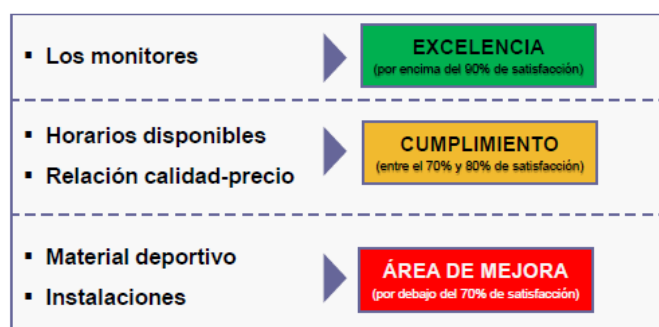 ▪ Los monitores
EXCELENCIA
(por encima del 90% de satisfacción)
▪ Horarios disponibles
▪ Relación calidad-precio
CUMPLIMIENTO
(entre el 70% y 80% de satisfacción)
▪ Material deportivo
▪ Instalaciones
ÁREA DE MEJORA
(por debajo del 70% de satisfacción)